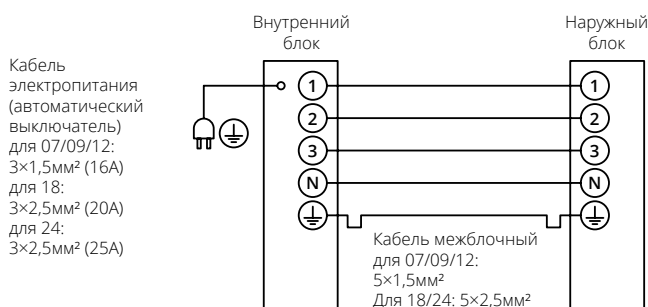 Внутренний
блок
Наружный
блок
Кабель
электропитания
(автоматический
выключатель)
для 07/09/12:
3×1,5мм² (16А)
для 18:
3×2,5мм² (20А)
для 24:
3×2,5мм² (25А)
1
1
2
2
3
3
N
N
Кабель межблочный
для 07/09/12:
5×1,5мм²
Для 18/24: 5×2,5мм²